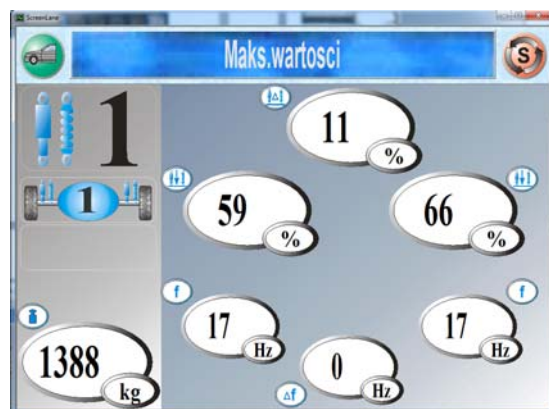 ScreenLane
Maks.wartosci
S
1
11
%
1
59
%
66
%
f
17
Hz
f
17
Hz
1388
kg
0
Hz
Δf